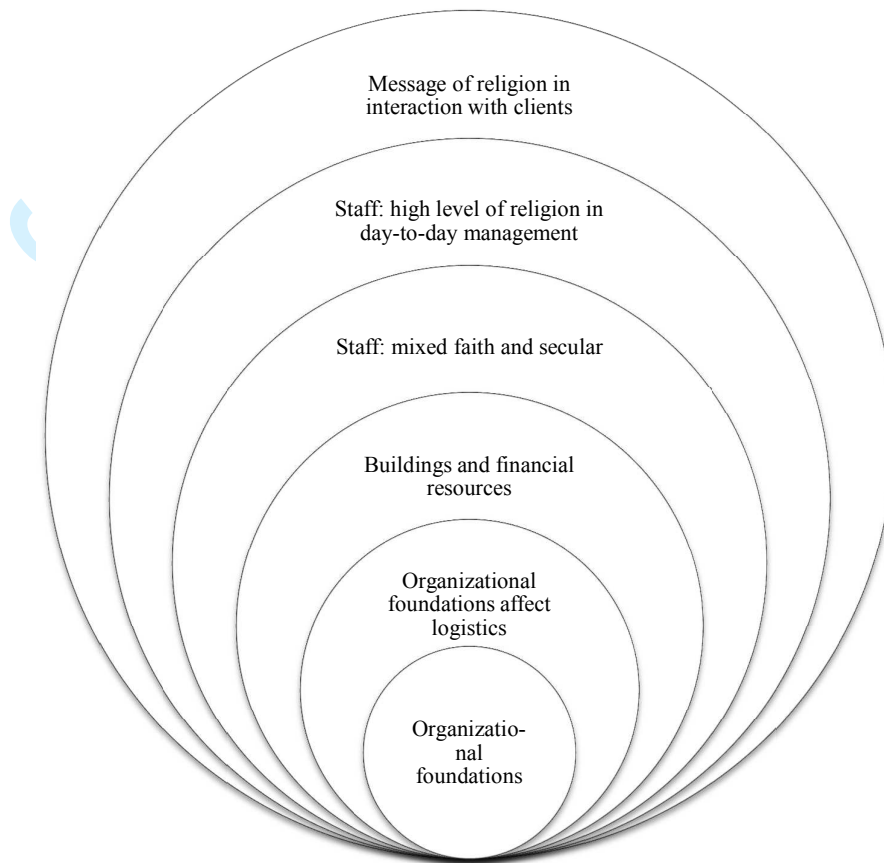 Message of religion in
interaction with clients
Staff: high level of religion in
day-to-day management
Staff: mixed faith and secular
Buildings and financial
resources
Organizational
foundations affect
logistics
Organizatio-
nal
foundations